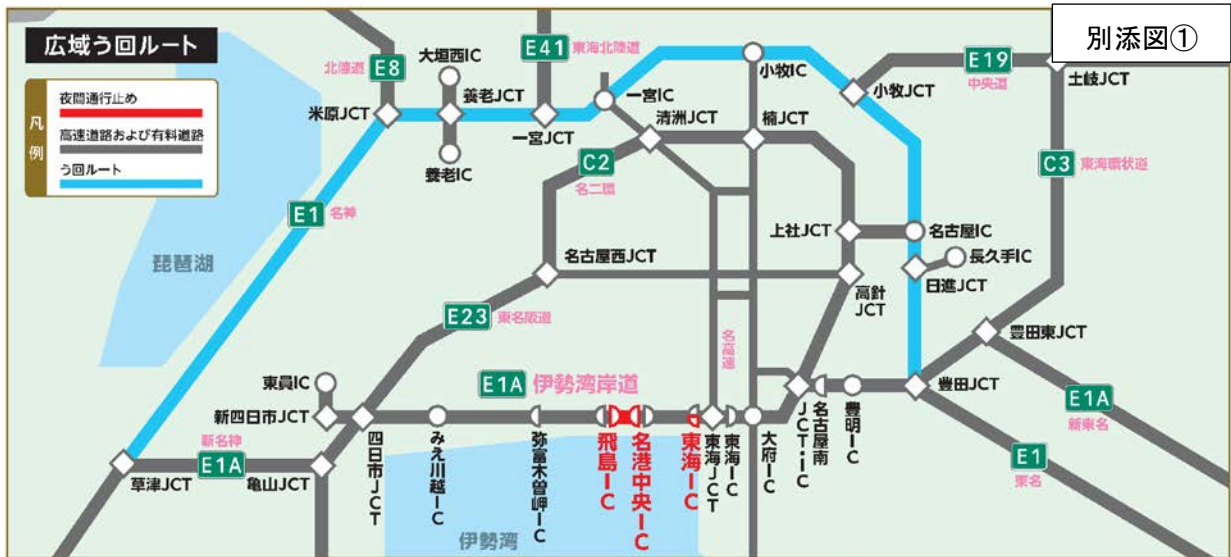 広域う回ルート
別添図①
凡例
夜間通行止め
高速道路および有料道路
う回ルート
北陸道
E8
大垣西IC
E41
東海北陸道
小牧IC
小牧JCT
E19
中央道
土岐JCT
米原JCT
養老JCT
養老IC
一宮JCT
一宮IC
清洲JCT
楠JCT
C2
名二環
C3
東海環状道
E1
名神
琵琶湖
上社JCT
名古屋IC
長久手IC
日進JCT
名古屋西JCT
高針
JCT
E23
東名阪道
名高速
豊田東JCT
E1A
新東名
東員IC
E1A
伊勢湾岸道
新四日市JCT
豊田JCT
新名神
E1A
草津JCT
亀山JCT
四日市JCT
みえ川越IC
弥富木曽岬IC
飛島IC
名港中央IC
東海IC
東海JCT
東海IC
大府IC
名古屋南
JCT・IC
豊明IC
E1
東名
伊勢湾